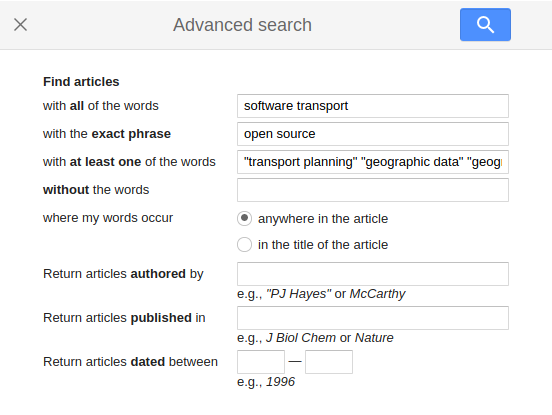 Advanced search
Find articles
with all of the words software transport
with the exact phrase open source
with at least one of the words "transport planning" "geographic data" "geog
without the words
where my words occur anywhere in the article
in the title of the article
Return articles authored by
e.g., "PJ Hayes" or McCarthy
Return articles published in
e.g., J Biol Chem or Nature
Return articles dated between —
e.g., 1996